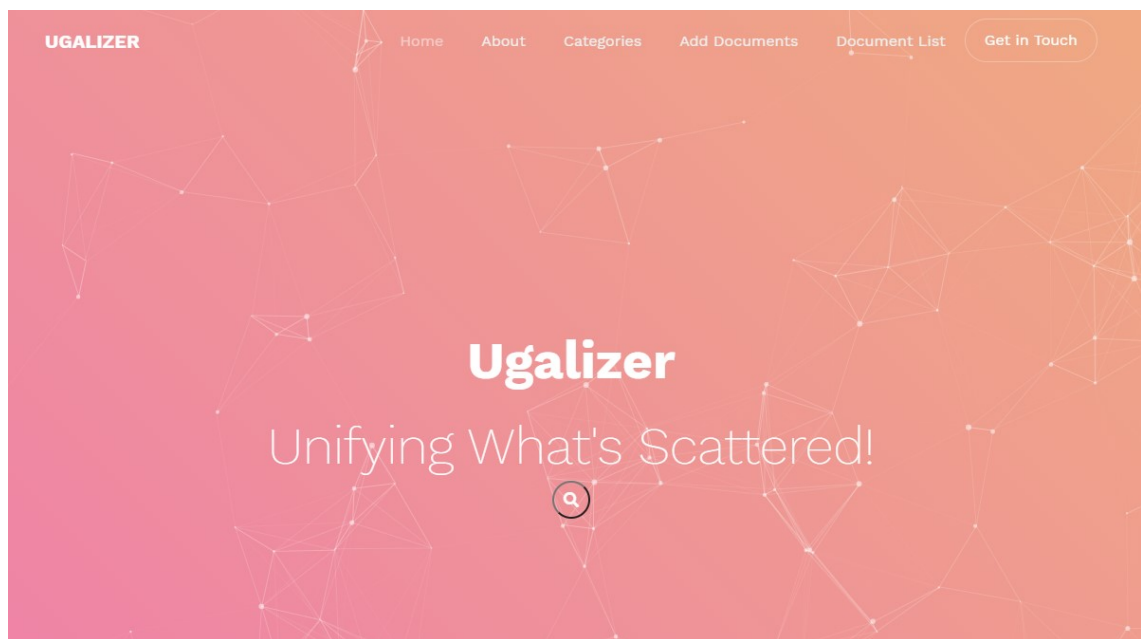 UGALIZER Home About Categories Add Documents Document List Get in Touch
Ugalizer
Unifying What's Scattered!